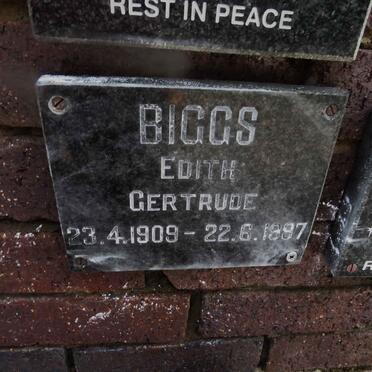 REST IN PEACE
BIGGS
EDITH
GERTRUDE
23.4.1909 - 22.6.1997